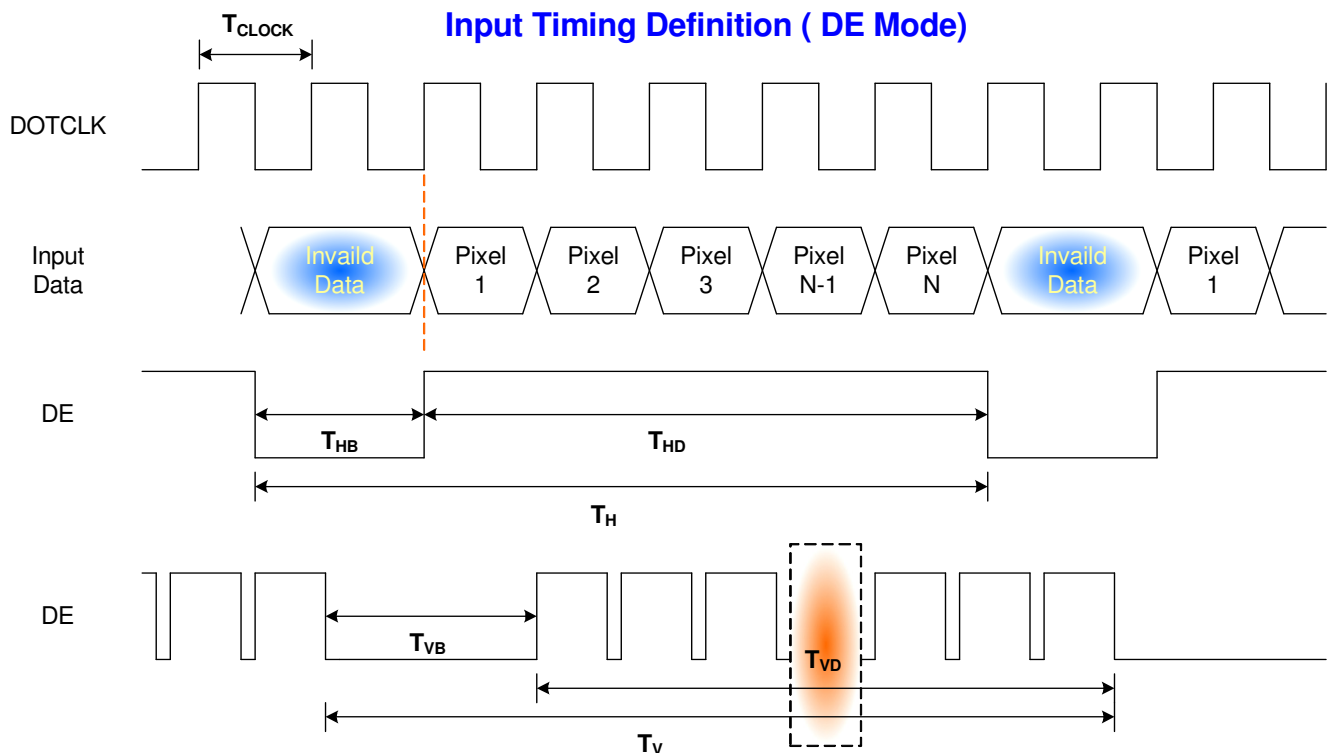 Input Timing Definition ( DE Mode)
TCLOCK
DOTCLK
Input
Data
Invaild
Data
Pixel
1
Pixel
2
Pixel
3
Pixel
N-1
Pixel
N
Invaild
Data
Pixel
1
DE
THB
THD
TH
DE
TVB
TVD
TV